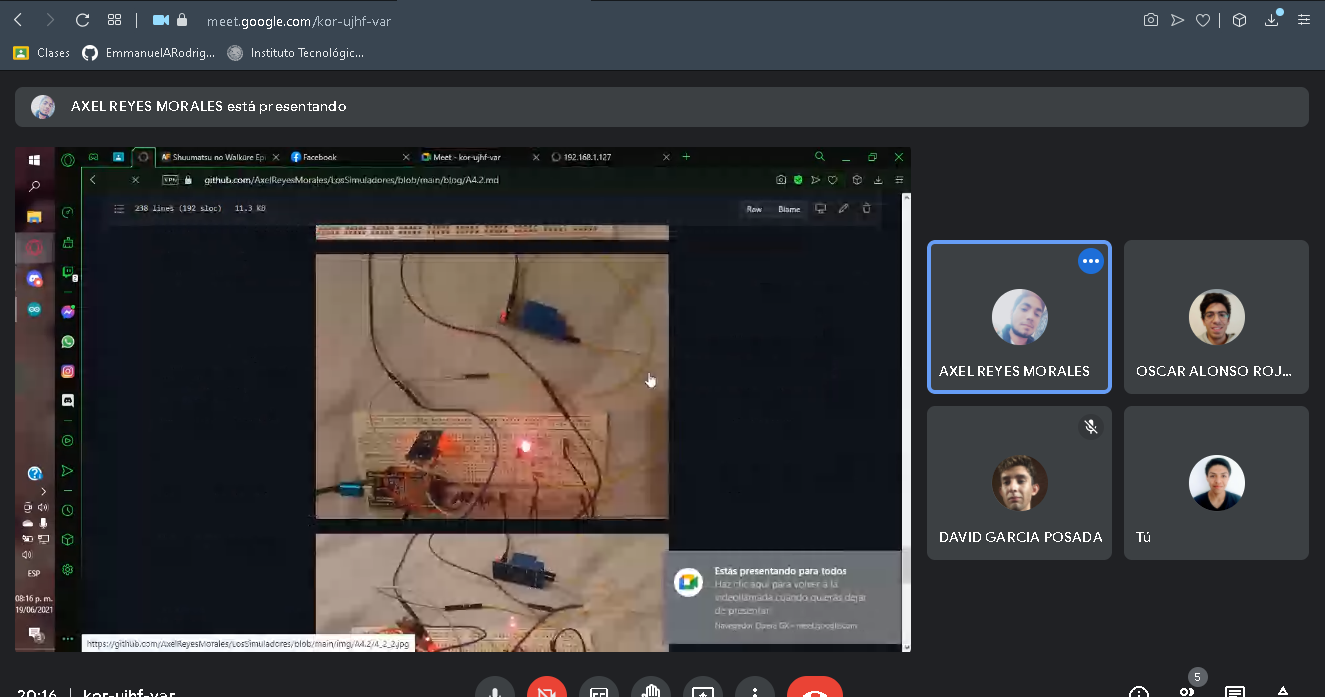 meet.google.com/kor-ujhf-var
Clases
EmmanuelARodrig...
Instituto Tecnológic...
AXEL REYES MORALES está presentando
Shuumatsu no Walküre Epi
Facebook
Meet - kor-ujhf-var
192.168.1.127
VPN
github.com/AxelReyesMorales/LosSimuladores/blob/main/blog/A4.2.md
238 lines (192 sloc) 11.3 KB
Raw
Blame
AXEL REYES MORALES
OSCAR ALONSO ROJ...
DAVID GARCIA POSADA
Tú
Estás presentando para todos
Haz clic aquí para volver a la
videollamada cuando quieras dejar
de presentar.
Navegador Opera GX - meet.google.com
ESP
08:16 p. m.
19/06/2021
https://github.com/AxelReyesMorales/LosSimuladores/blob/main/img/A4.2/4_2_2.jpg
20:16 | kor-ujhf-var
5